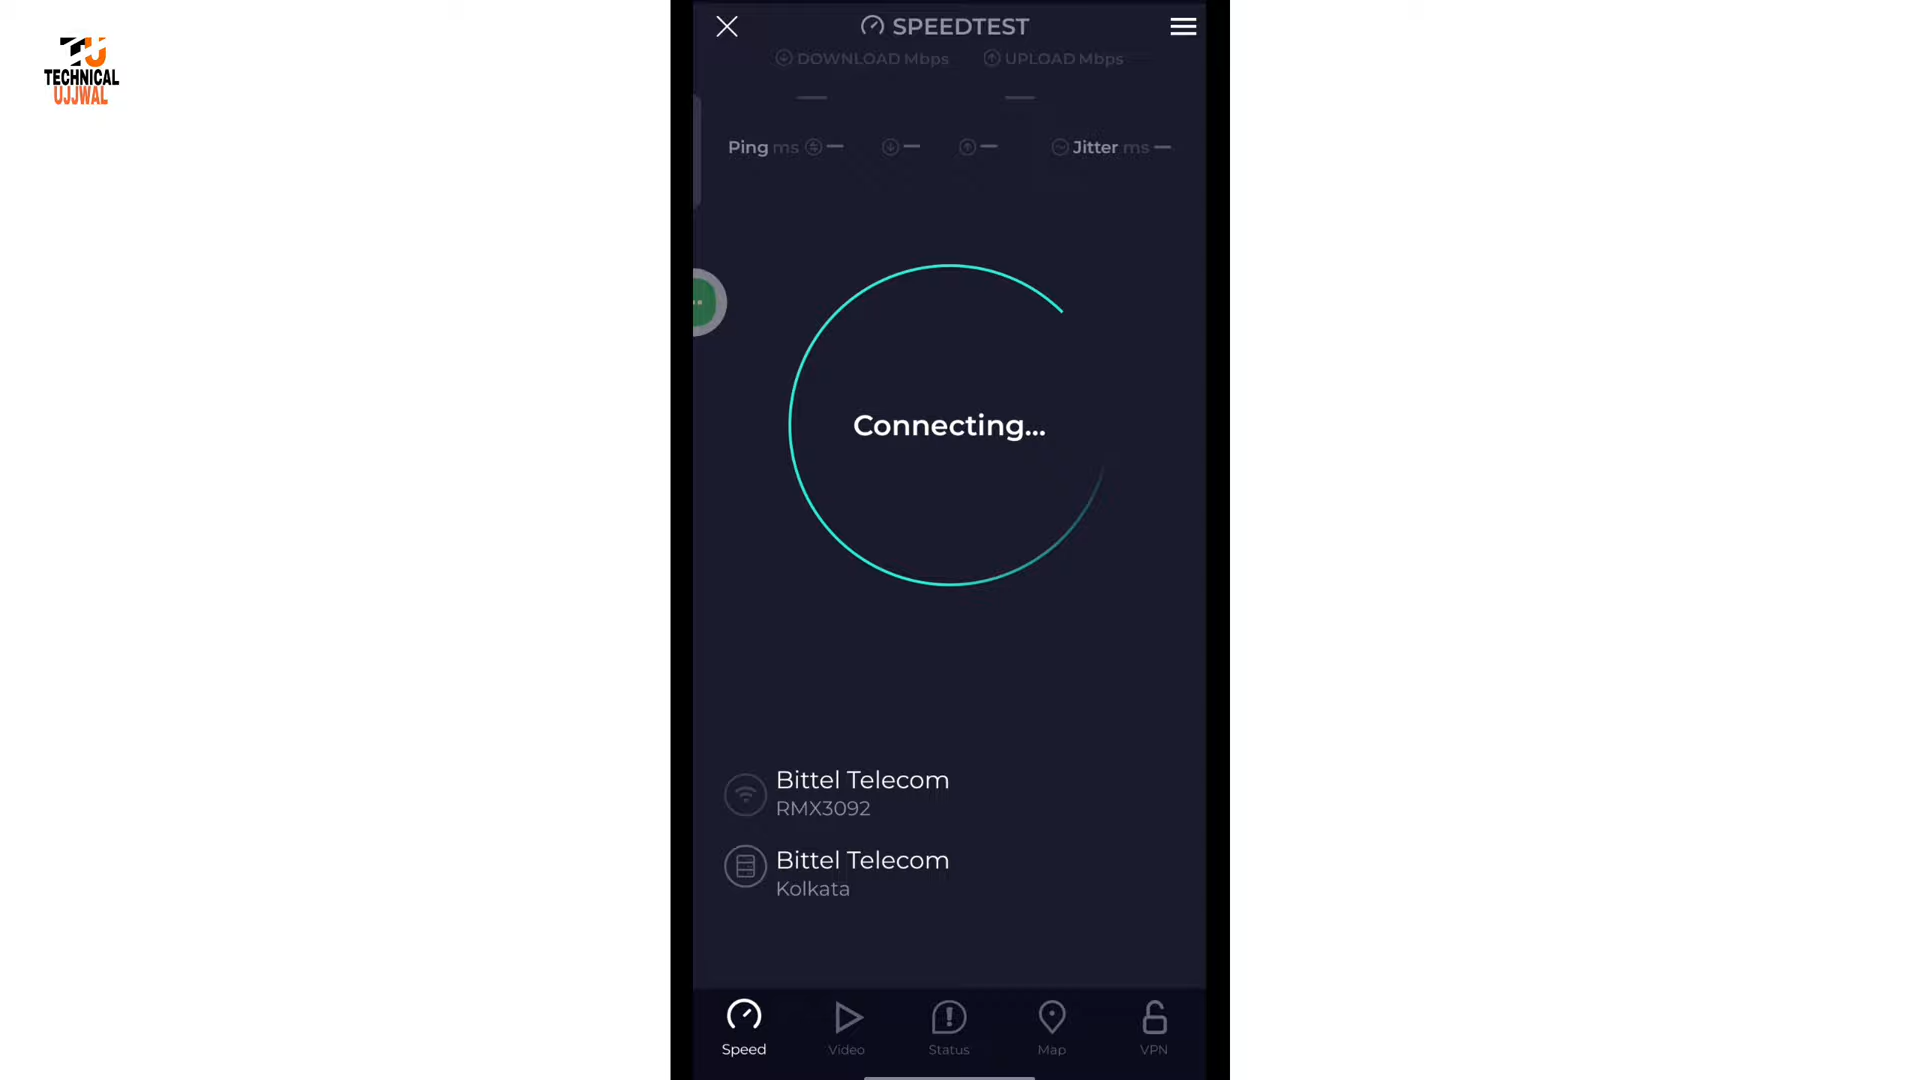 TU
TECHNICAL
UJJWAL
SPEEDTEST
DOWNLOAD Mbps
UPLOAD Mbps
Ping ms
Jitter ms
Connecting...
Bittel Telecom
RMX3092
Bittel Telecom
Kolkata
Speed
Video
Status
Map
VPN